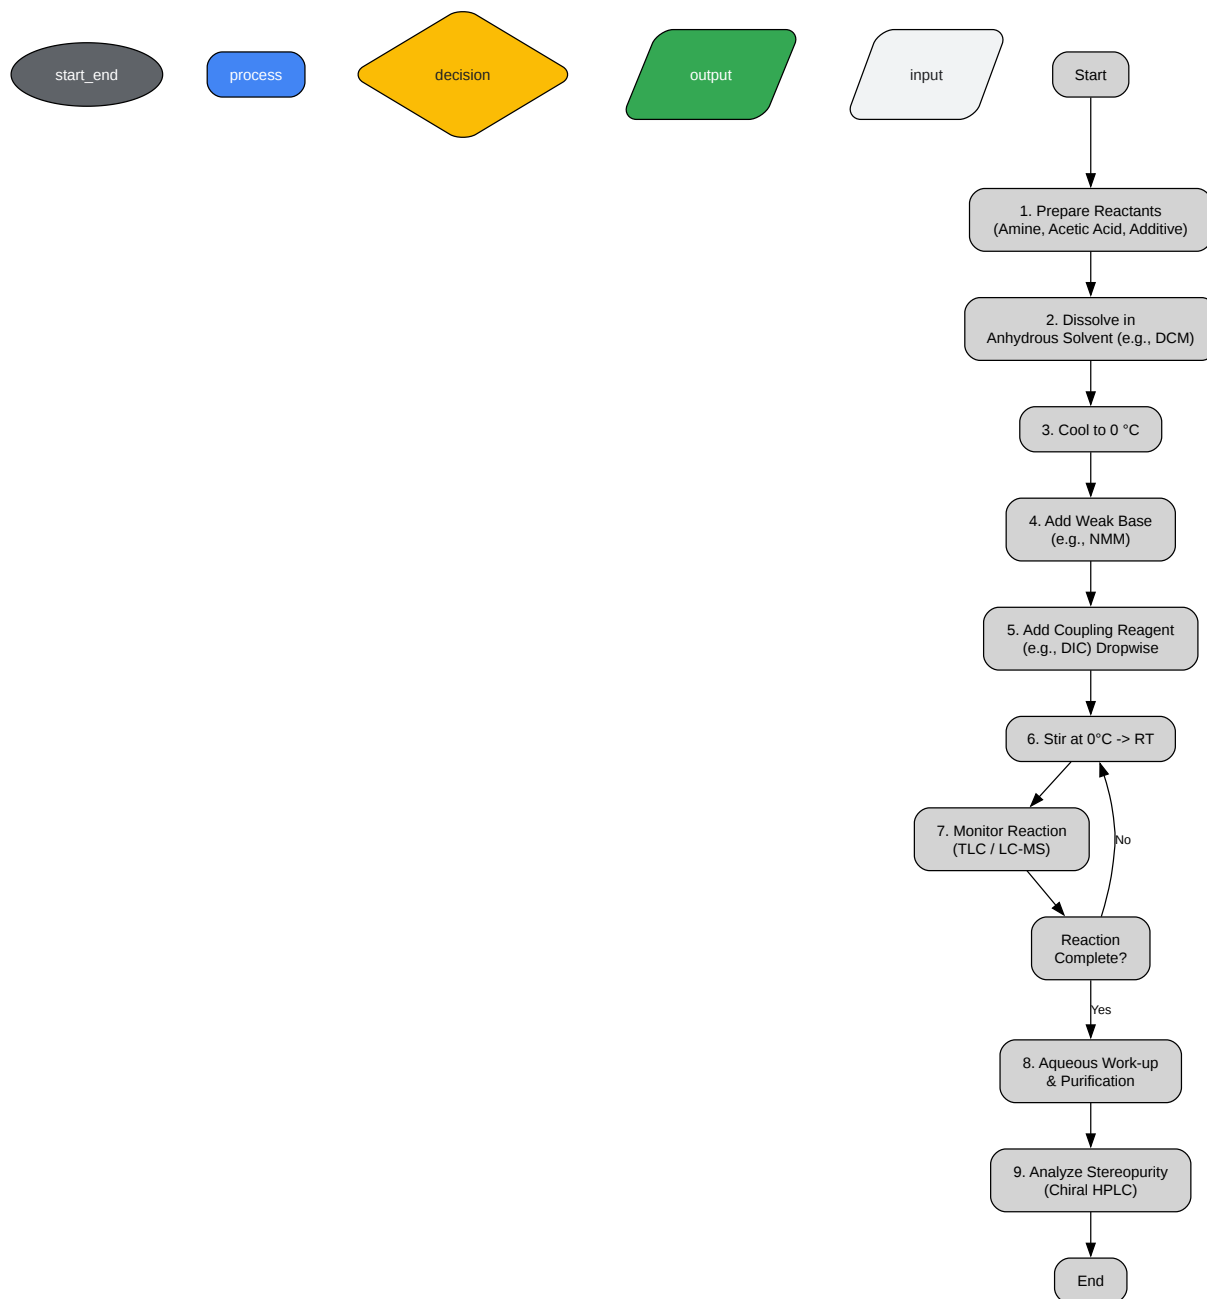 start_end
process
decision
output
input
Start
1. Prepare Reactants
(Amine, Acetic Acid, Additive)
2. Dissolve in
Anhydrous Solvent (e.g., DCM)
3. Cool to 0 °C
4. Add Weak Base
(e.g., NMM)
5. Add Coupling Reagent
(e.g., DIC) Dropwise
6. Stir at 0°C -> RT
7. Monitor Reaction
(TLC / LC-MS)
No
Reaction
Complete?
Yes
8. Aqueous Work-up
& Purification
9. Analyze Stereopurity
(Chiral HPLC)
End